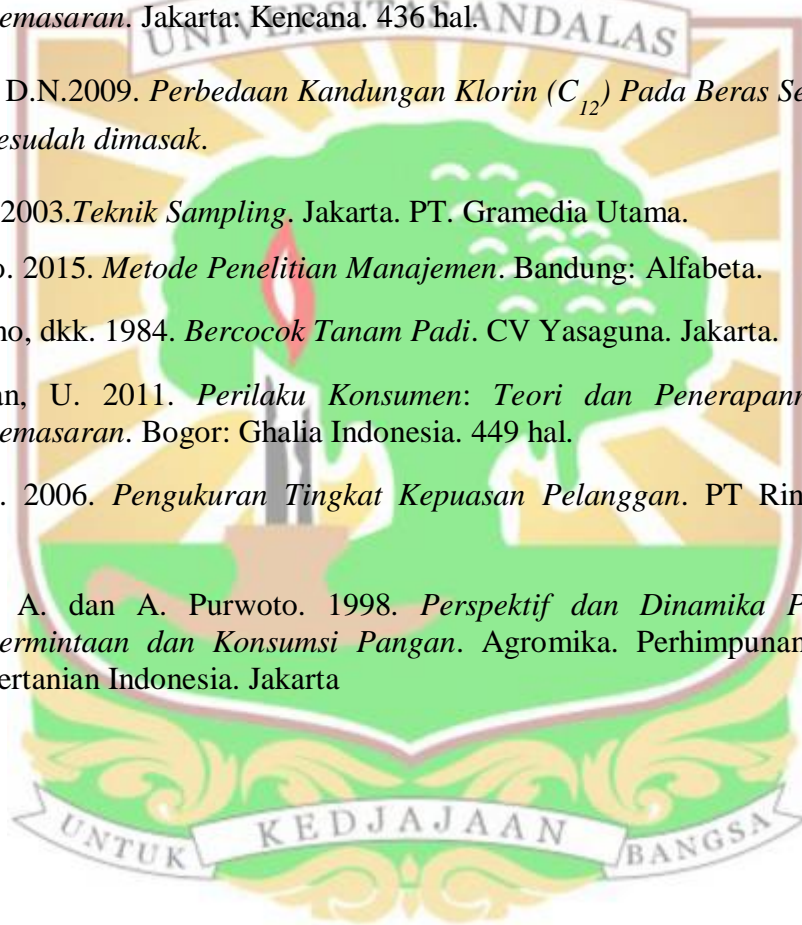 emasaran. Jakarta: Kencana. 436 hal.
UNIVERSITAS ANDALAS
D.N.2009. Perbedaan Kandungan Klorin (C₁₂) Pada Beras Se
esudah dimasak.
2003.Teknik Sampling. Jakarta. PT. Gramedia Utama.
o. 2015. Metode Penelitian Manajemen. Bandung: Alfabeta.
no, dkk. 1984. Bercocok Tanam Padi. CV Yasaguna. Jakarta.
an, U. 2011. Perilaku Konsumen: Teori dan Penerapann
emasaran. Bogor: Ghalia Indonesia. 449 hal.
. 2006. Pengukuran Tingkat Kepuasan Pelanggan. PT Rin
A. dan A. Purwoto. 1998. Perspektif dan Dinamika P
ermintaan dan Konsumsi Pangan. Agromika. Perhimpunan
ertanian Indonesia. Jakarta
UNTUK KEDJAJAAN BANGSA